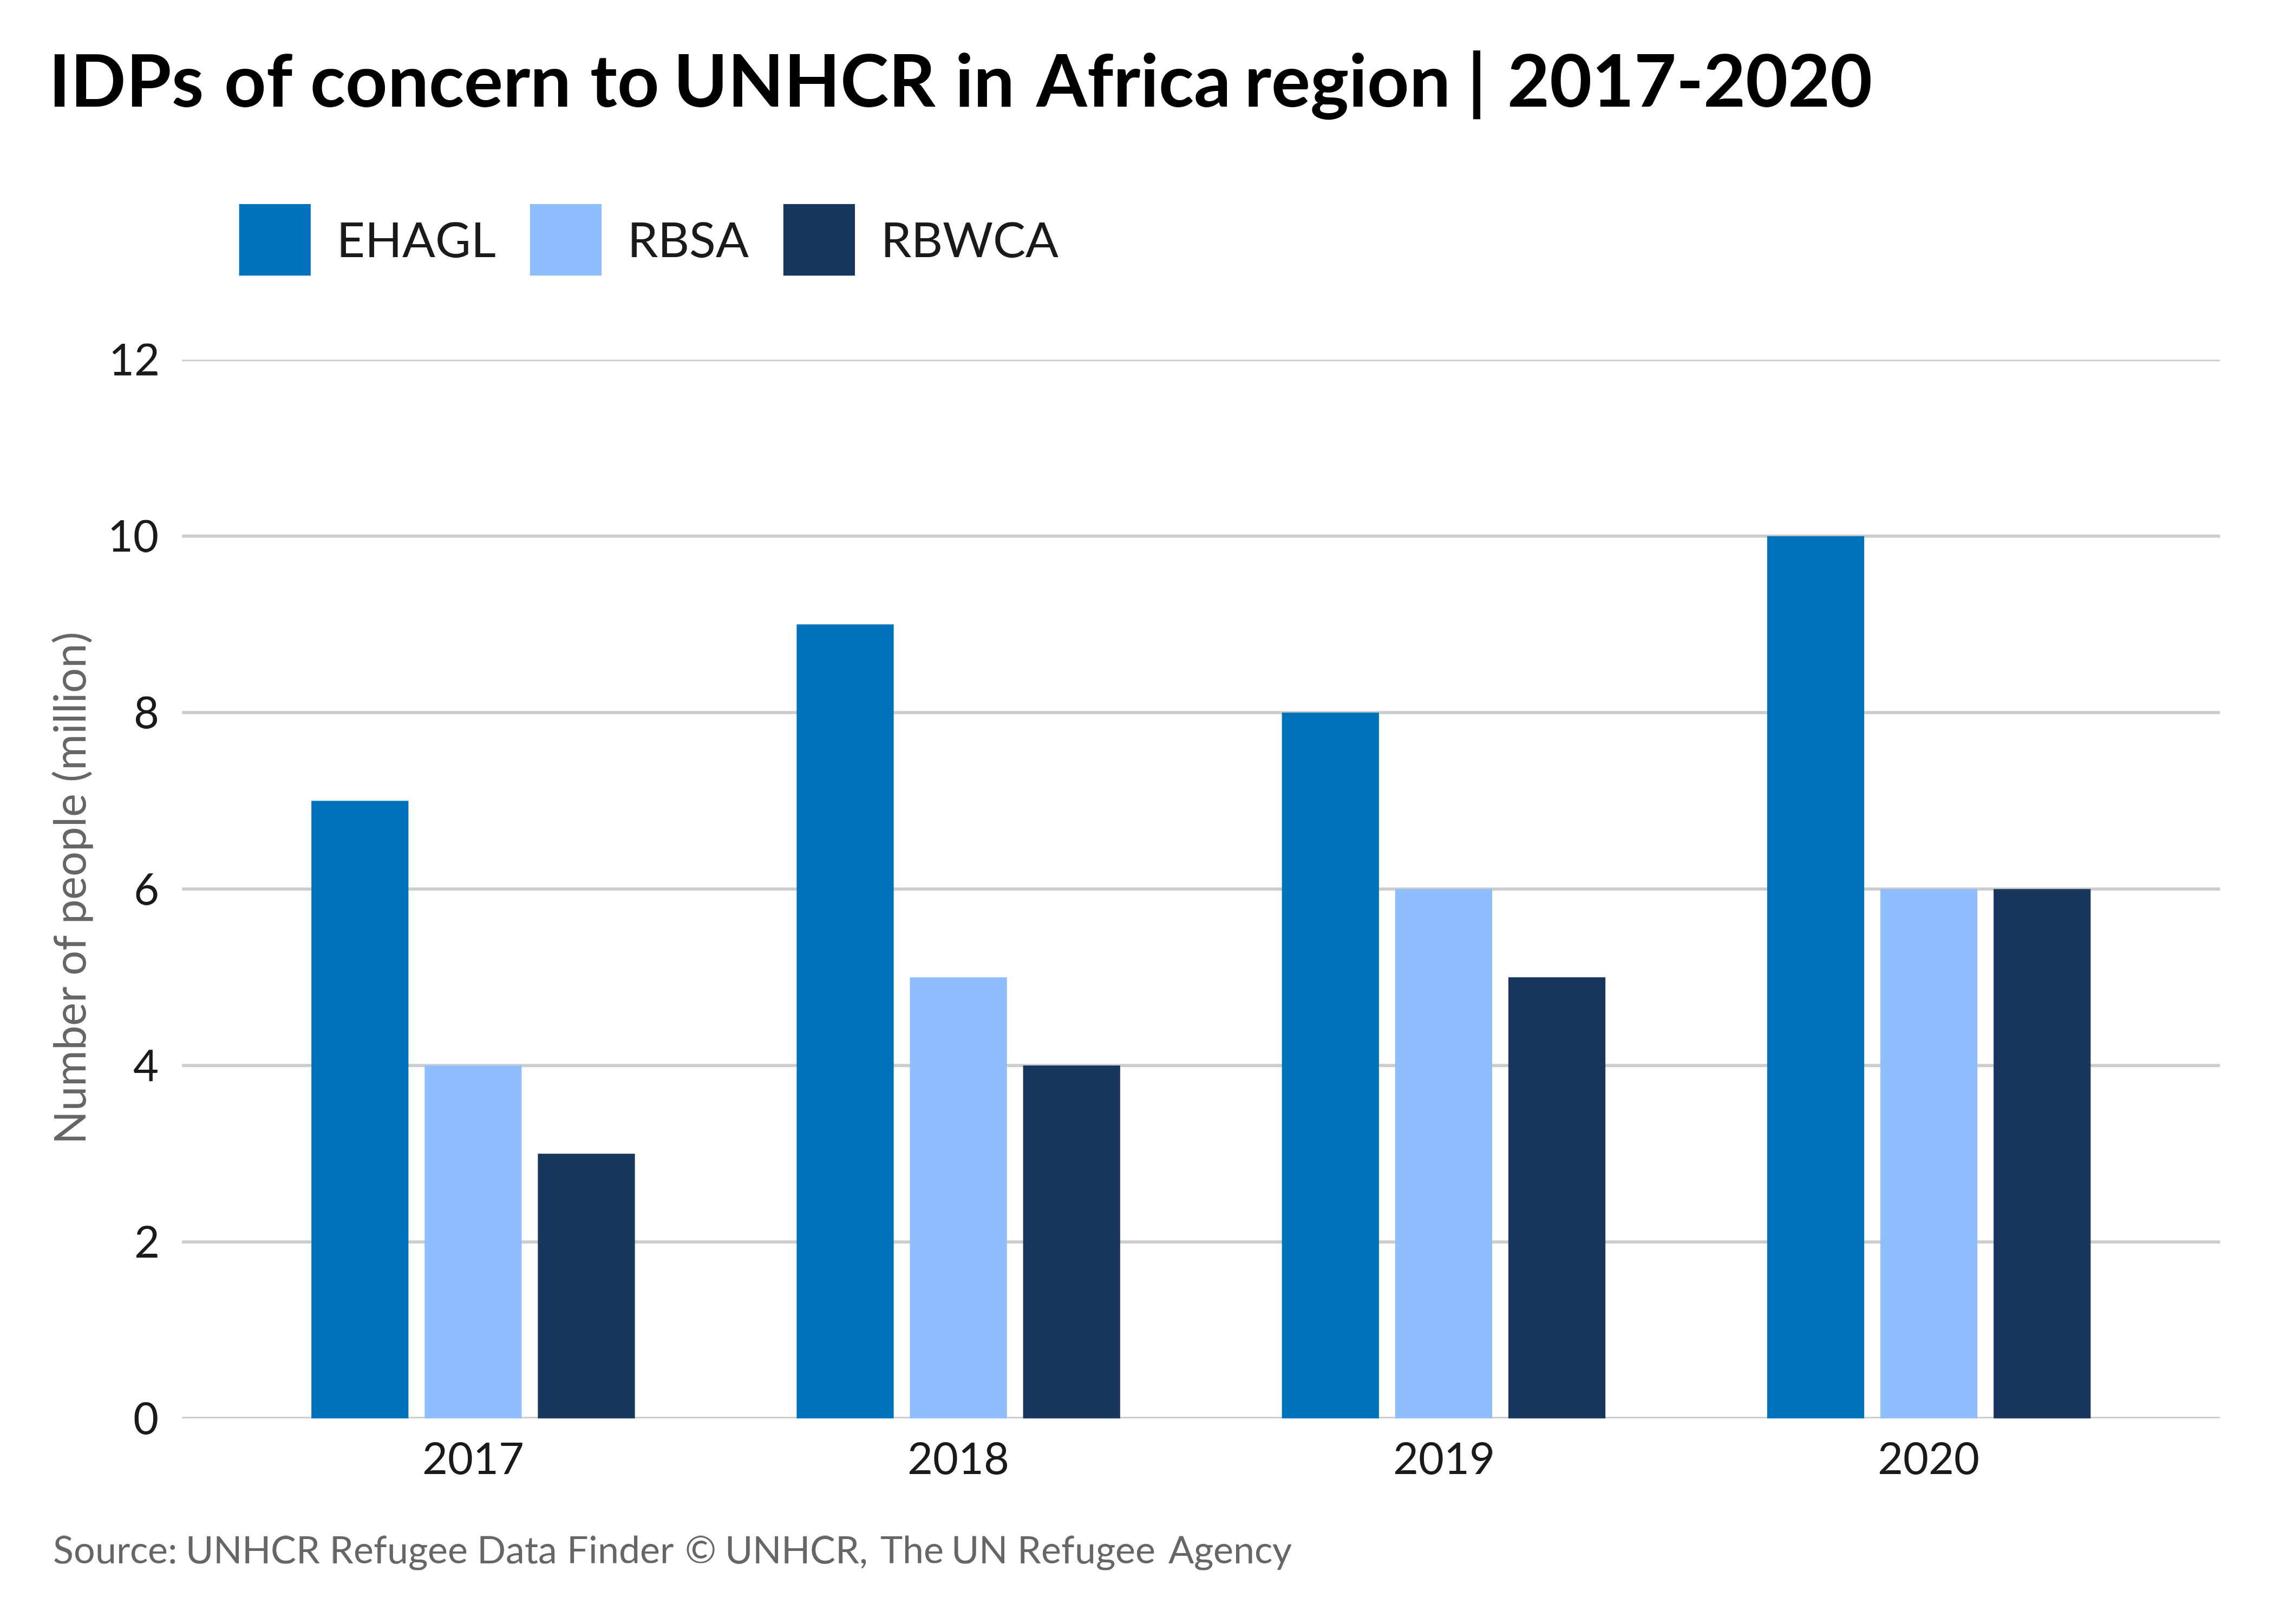 IDPs of concern to UNHCR in Africa region | 2017-2020
EHAGL RBSA RBWCA
12
10
8
6
4
2
0
Number of people (million)
2017 2018 2019 2020
Source: UNHCR Refugee Data Finder © UNHCR, The UN Refugee Agency